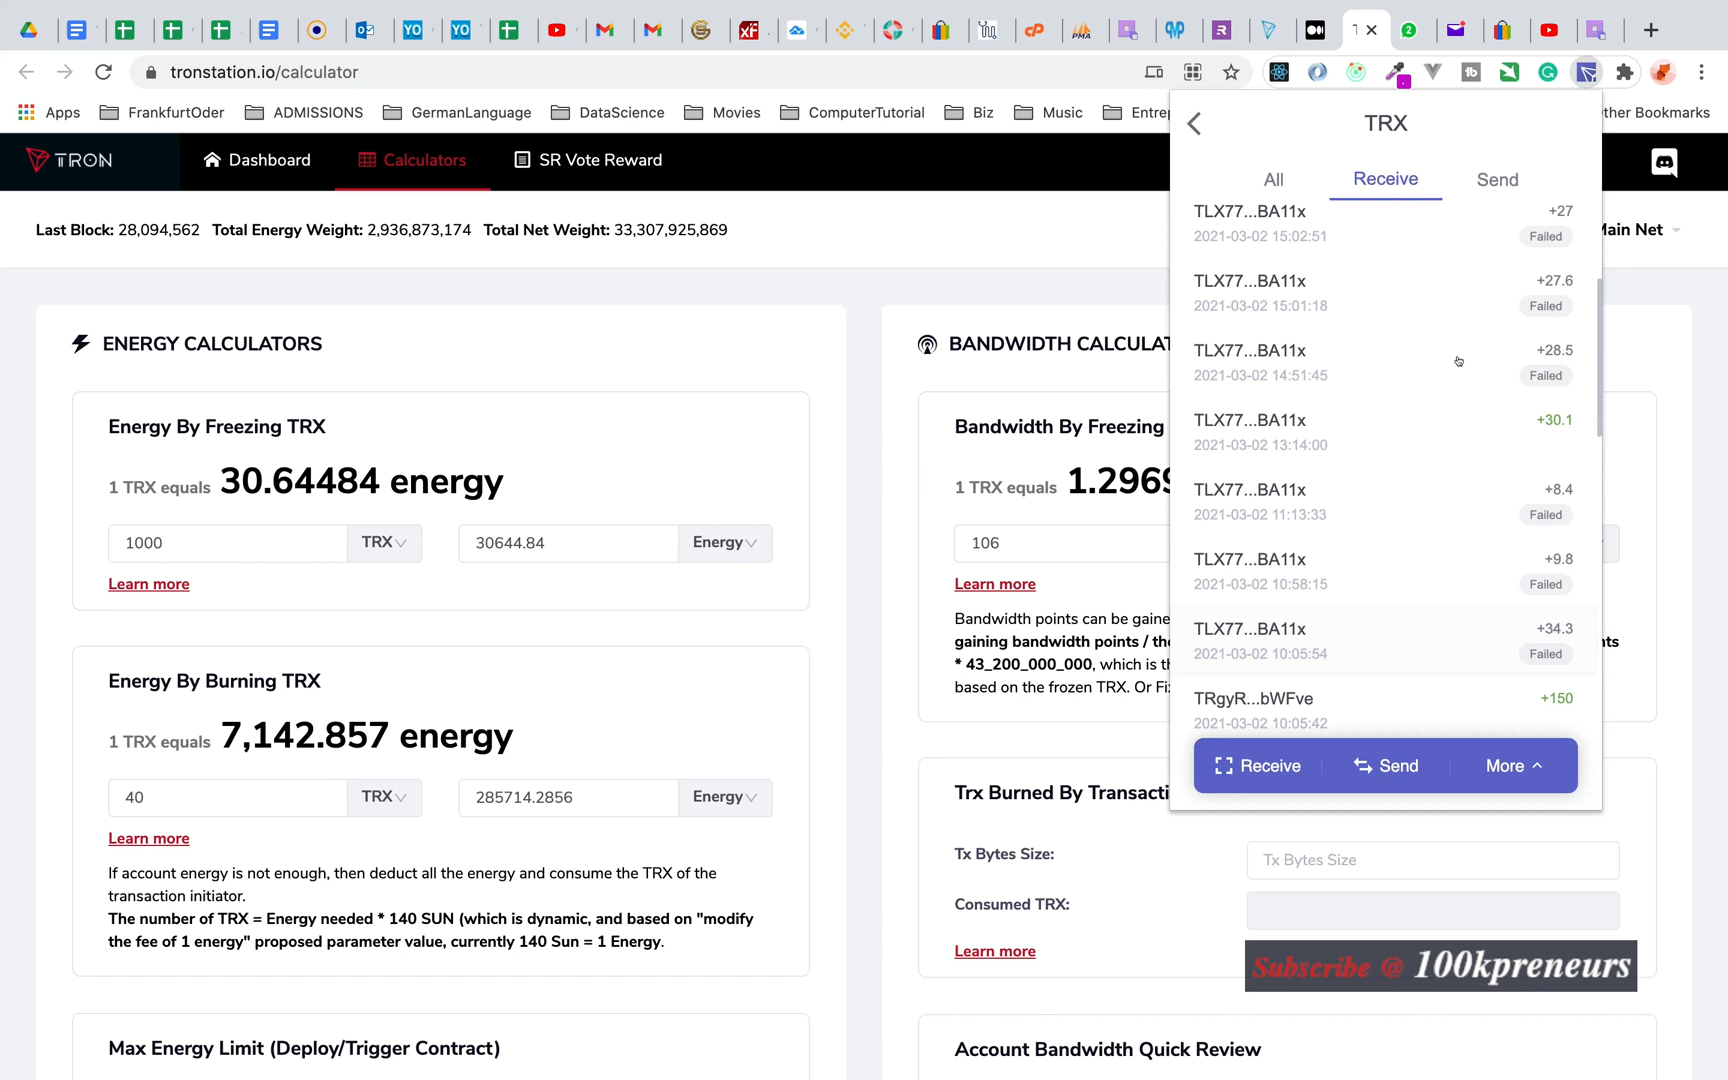 tronstation.io/calculator
Apps FrankfurtOder ADMISSIONS GermanLanguage DataScience Movies ComputerTutorial Biz Music Entrep ther Bookmarks
TRON Dashboard Calculators SR Vote Reward
Last Block: 28,094,562 Total Energy Weight: 2,936,873,174 Total Net Weight: 33,307,925,869
Main Net
ENERGY CALCULATORS
Energy By Freezing TRX
1 TRX equals 30.64484 energy
1000 TRX 30644.84 Energy
Learn more
Energy By Burning TRX
1 TRX equals 7,142.857 energy
40 TRX 285714.2856 Energy
Learn more
If account energy is not enough, then deduct all the energy and consume the TRX of the
transaction initiator.
The number of TRX = Energy needed * 140 SUN (which is dynamic, and based on "modify
the fee of 1 energy" proposed parameter value, currently 140 Sun = 1 Energy.
Max Energy Limit (Deploy/Trigger Contract)
BANDWIDTH CALCULAT
Bandwidth By Freezing
1 TRX equals 1.2969
106
Learn more
Bandwidth points can be gaine
gaining bandwidth points / the nts
* 43_200_000_000, which is th
based on the frozen TRX. Or Fi
Trx Burned By Transacti
Tx Bytes Size: Tx Bytes Size
Consumed TRX:
Learn more
Account Bandwidth Quick Review
TRX
All Receive Send
TLX77...BA11x +27
2021-03-02 15:02:51 Failed
TLX77...BA11x +27.6
2021-03-02 15:01:18 Failed
TLX77...BA11x +28.5
2021-03-02 14:51:45 Failed
TLX77...BA11x +30.1
2021-03-02 13:14:00
TLX77...BA11x +8.4
2021-03-02 11:13:33 Failed
TLX77...BA11x +9.8
2021-03-02 10:58:15 Failed
TLX77...BA11x +34.3
2021-03-02 10:05:54 Failed
TRgyR...bWFve +150
2021-03-02 10:05:42
Receive Send More
Subscribe @ 100kpreneurs